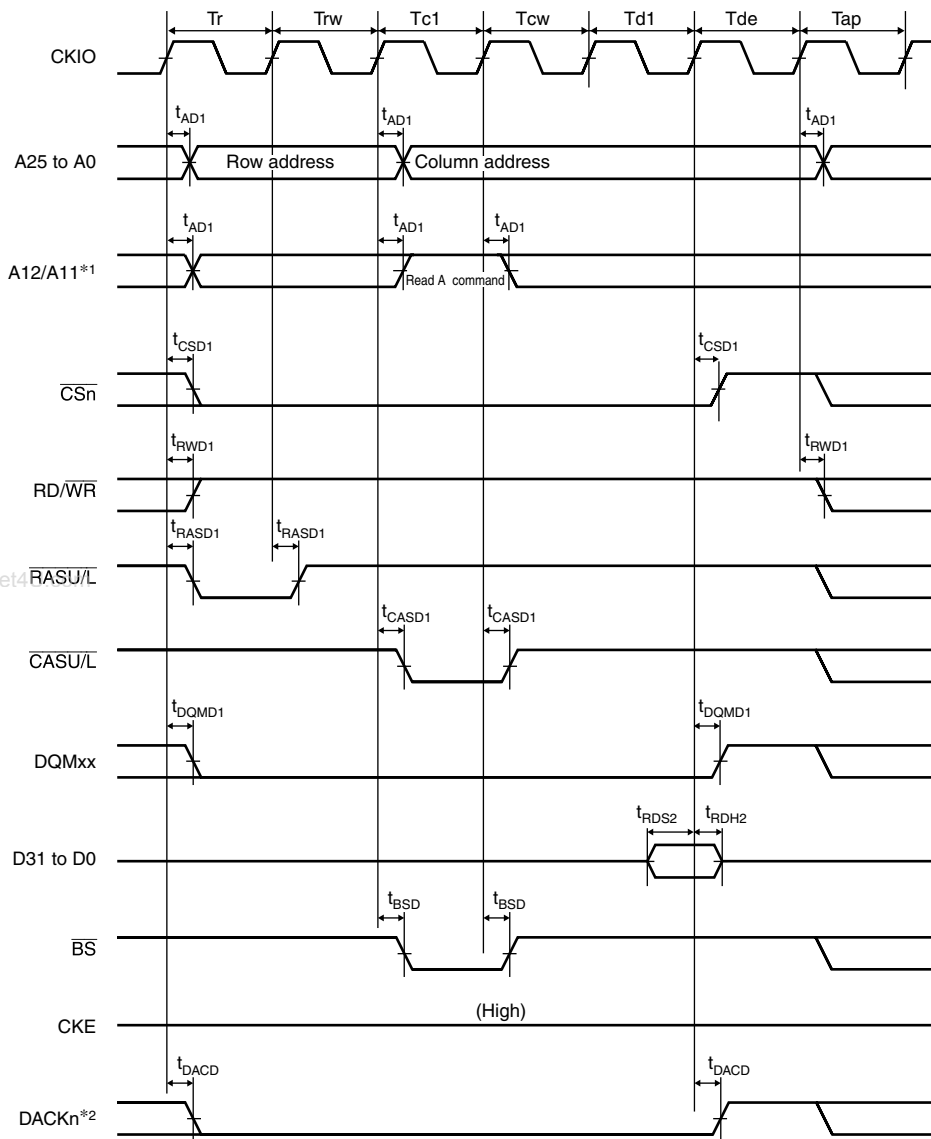 Tr Trw Tc1 Tcw Td1 Tde Tap
CKIO
tAD1 tAD1 tAD1
A25 to A0 Row address Column address
tAD1 tAD1 tAD1
A12/A11*1 Read A command
tCSD1 tCSD1
CSn
tRWD1 tRWD1
RD/WR
tRASD1 tRASD1
RASU/L
tCASD1 tCASD1
CASU/L
tDQMD1 tDQMD1
DQMxx
tRDS2 tRDH2
D31 to D0
tBSD tBSD
BS
(High)
CKE
tDACD tDACD
DACKn*2